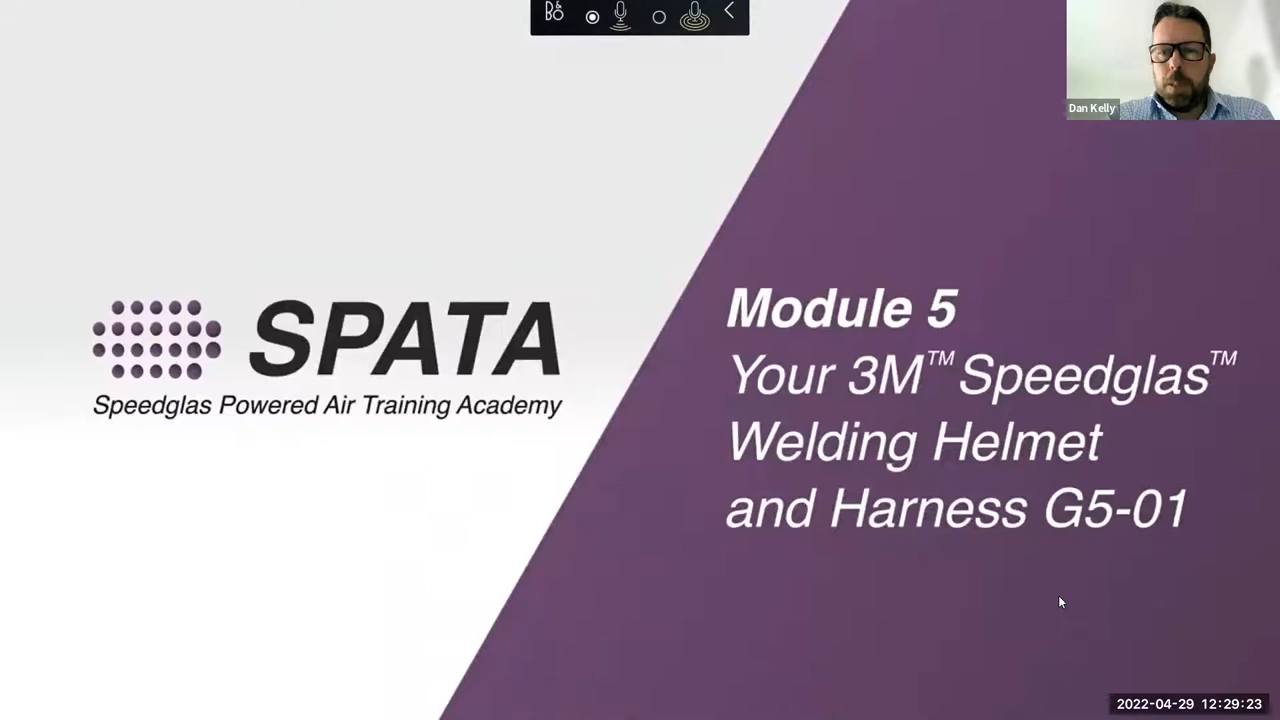 B&O
Dan Kelly
SPATA
Speedglas Powered Air Training Academy
Module 5
Your 3M™ Speedglas™
Welding Helmet
and Harness G5-01
2022-04-29 12:29:23